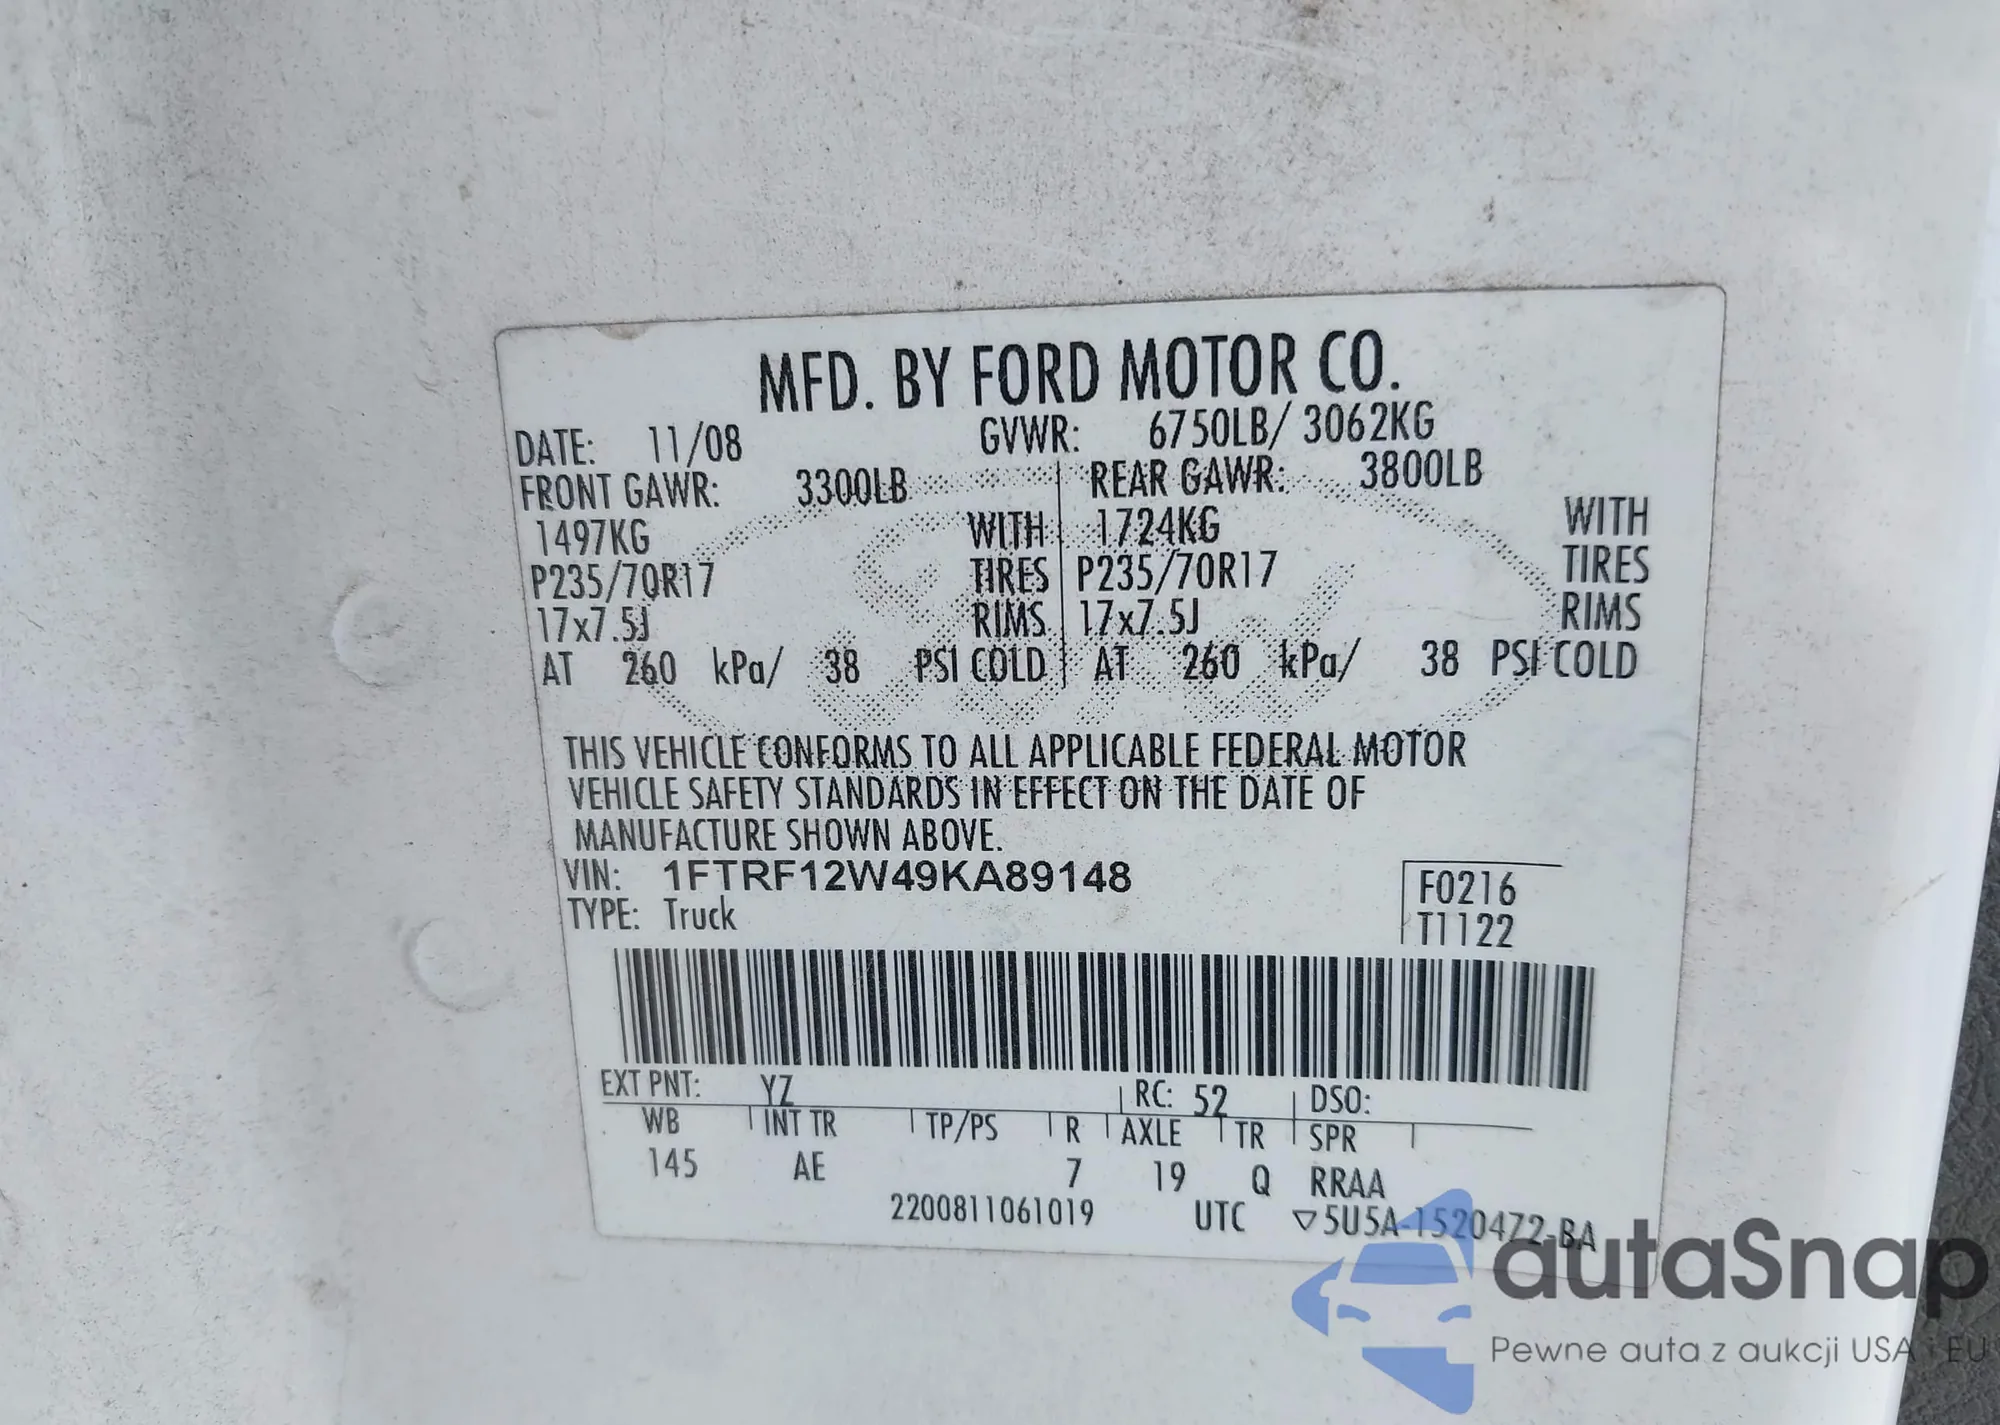 MFD. BY FORD MOTOR CO.
DATE: 11/08 GVWR: 6750LB/ 3062KG
FRONT GAWR: 3300LB REAR GAWR: 3800LB
1497KG WITH 1724KG WITH
P235/70R17 TIRES P235/70R17 TIRES
17x7.5J RIMS 17x7.5J RIMS
AT 260 kPa/ 38 PSI COLD AT 260 kPa/ 38 PSI COLD
THIS VEHICLE CONFORMS TO ALL APPLICABLE FEDERAL MOTOR
VEHICLE SAFETY STANDARDS IN EFFECT ON THE DATE OF
MANUFACTURE SHOWN ABOVE.
VIN: 1FTRF12W49KA89148 F0216
TYPE: Truck T1122
EXT PNT: YZ RC: 52 DSO:
WB INT TR TP/PS R AXLE TR SPR
145 AE 7 19 Q RRAA
2200811061019 UTC ▽5U5A-1520472-BA
autaSnap
Pewne auta z aukcji USA i EU